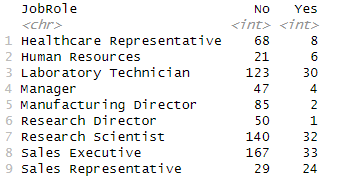 JobRole No Yes
<chr> <int> <int>
1 Healthcare Representative 68 8
2 Human Resources 21 6
3 Laboratory Technician 123 30
4 Manager 47 4
5 Manufacturing Director 85 2
6 Research Director 50 1
7 Research Scientist 140 32
8 Sales Executive 167 33
9 Sales Representative 29 24